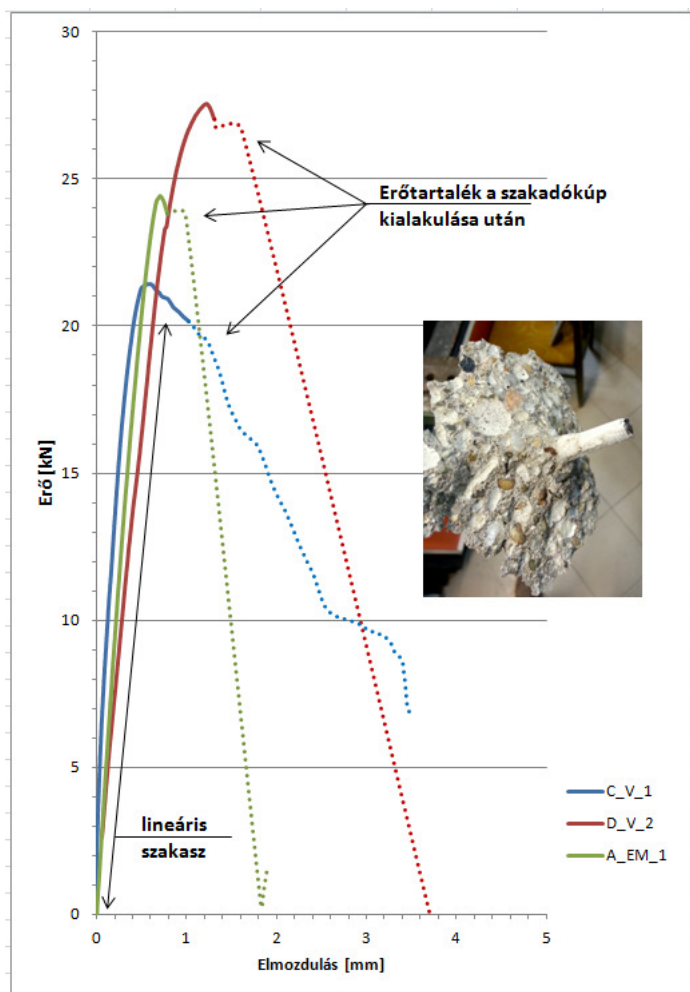 30
25
20
15
10
5
0
Erő [kN]
Erőtartalék a szakadókúp
kialakulása után
lineáris
szakasz
C_V_1
D_V_2
A_EM_1
0 1 2 3 4 5
Elmozdulás [mm]